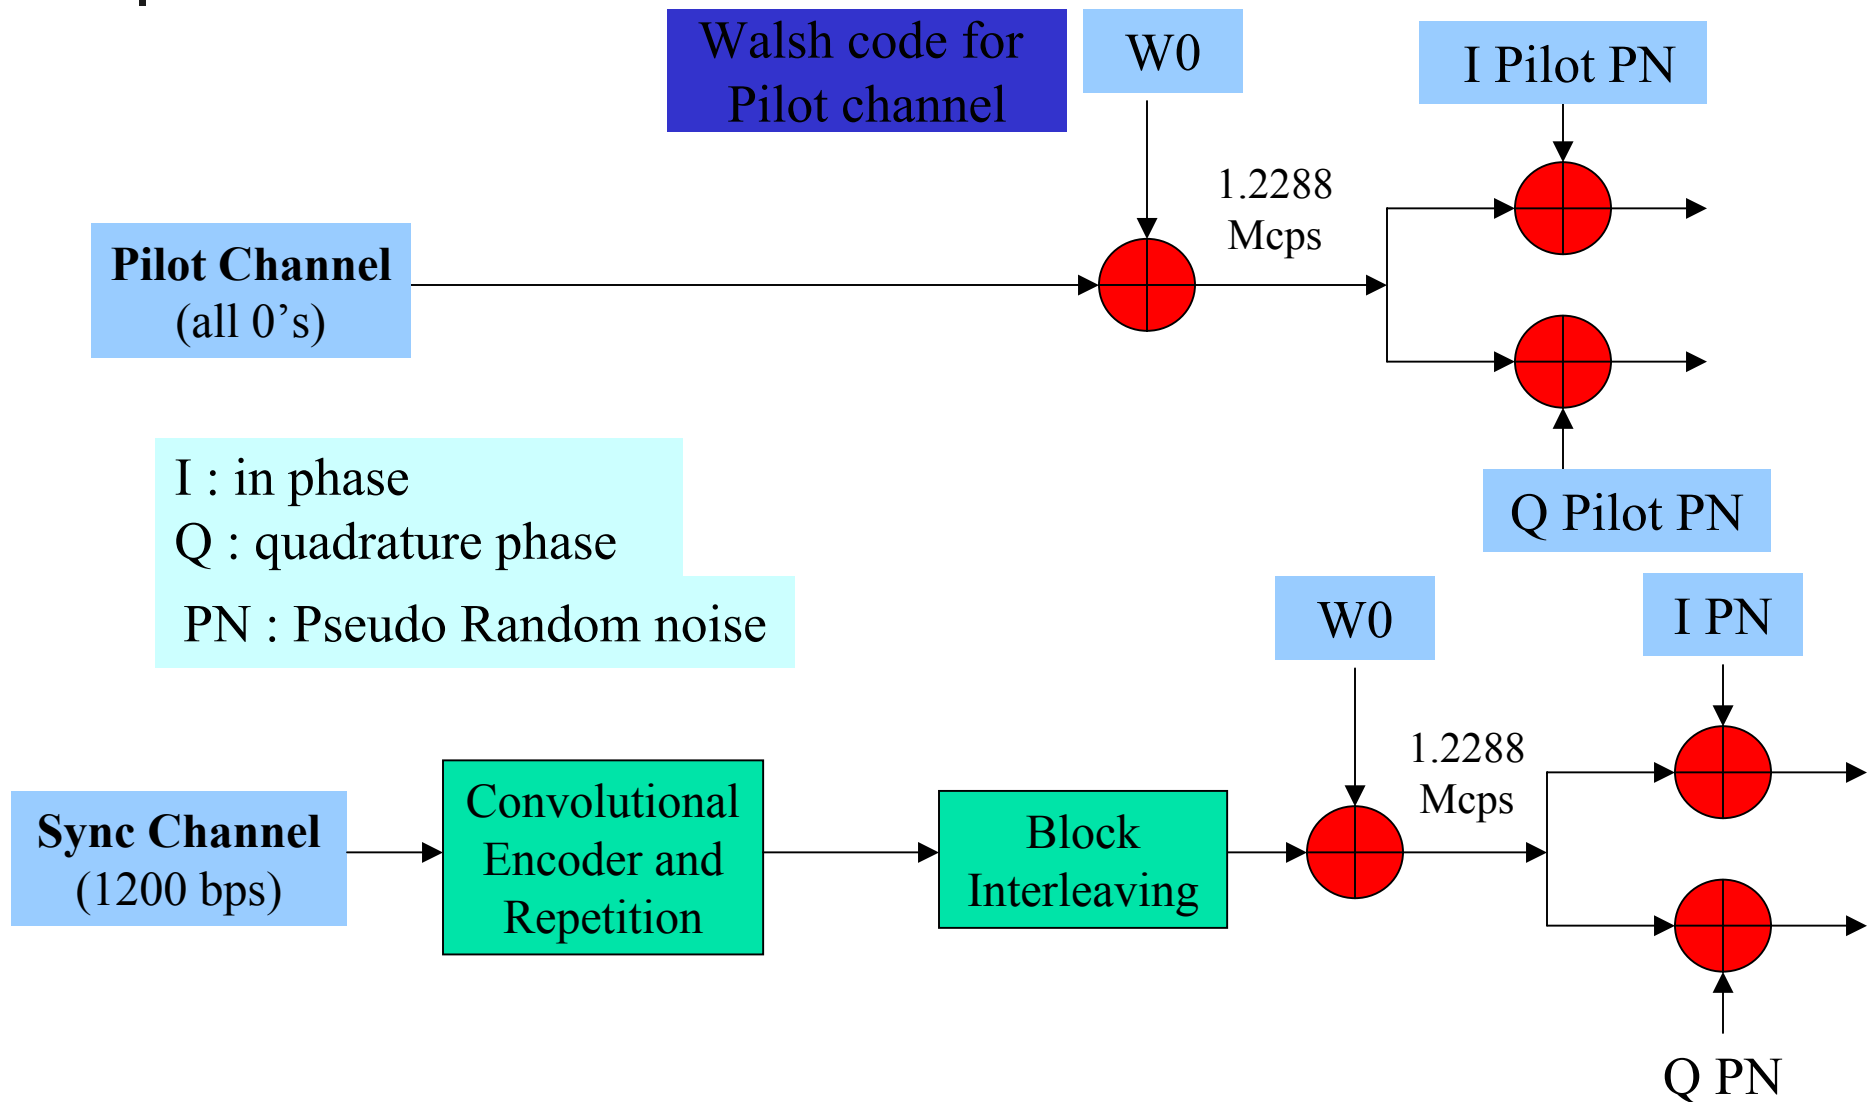 Walsh code for
Pilot channel
W0
I Pilot PN
1.2288
Mcps
Pilot Channel
(all 0’s)
Q Pilot PN
I : in phase
Q : quadrature phase
PN : Pseudo Random noise
W0
I PN
1.2288
Mcps
Sync Channel
(1200 bps)
Convolutional
Encoder and
Repetition
Block
Interleaving
Q PN